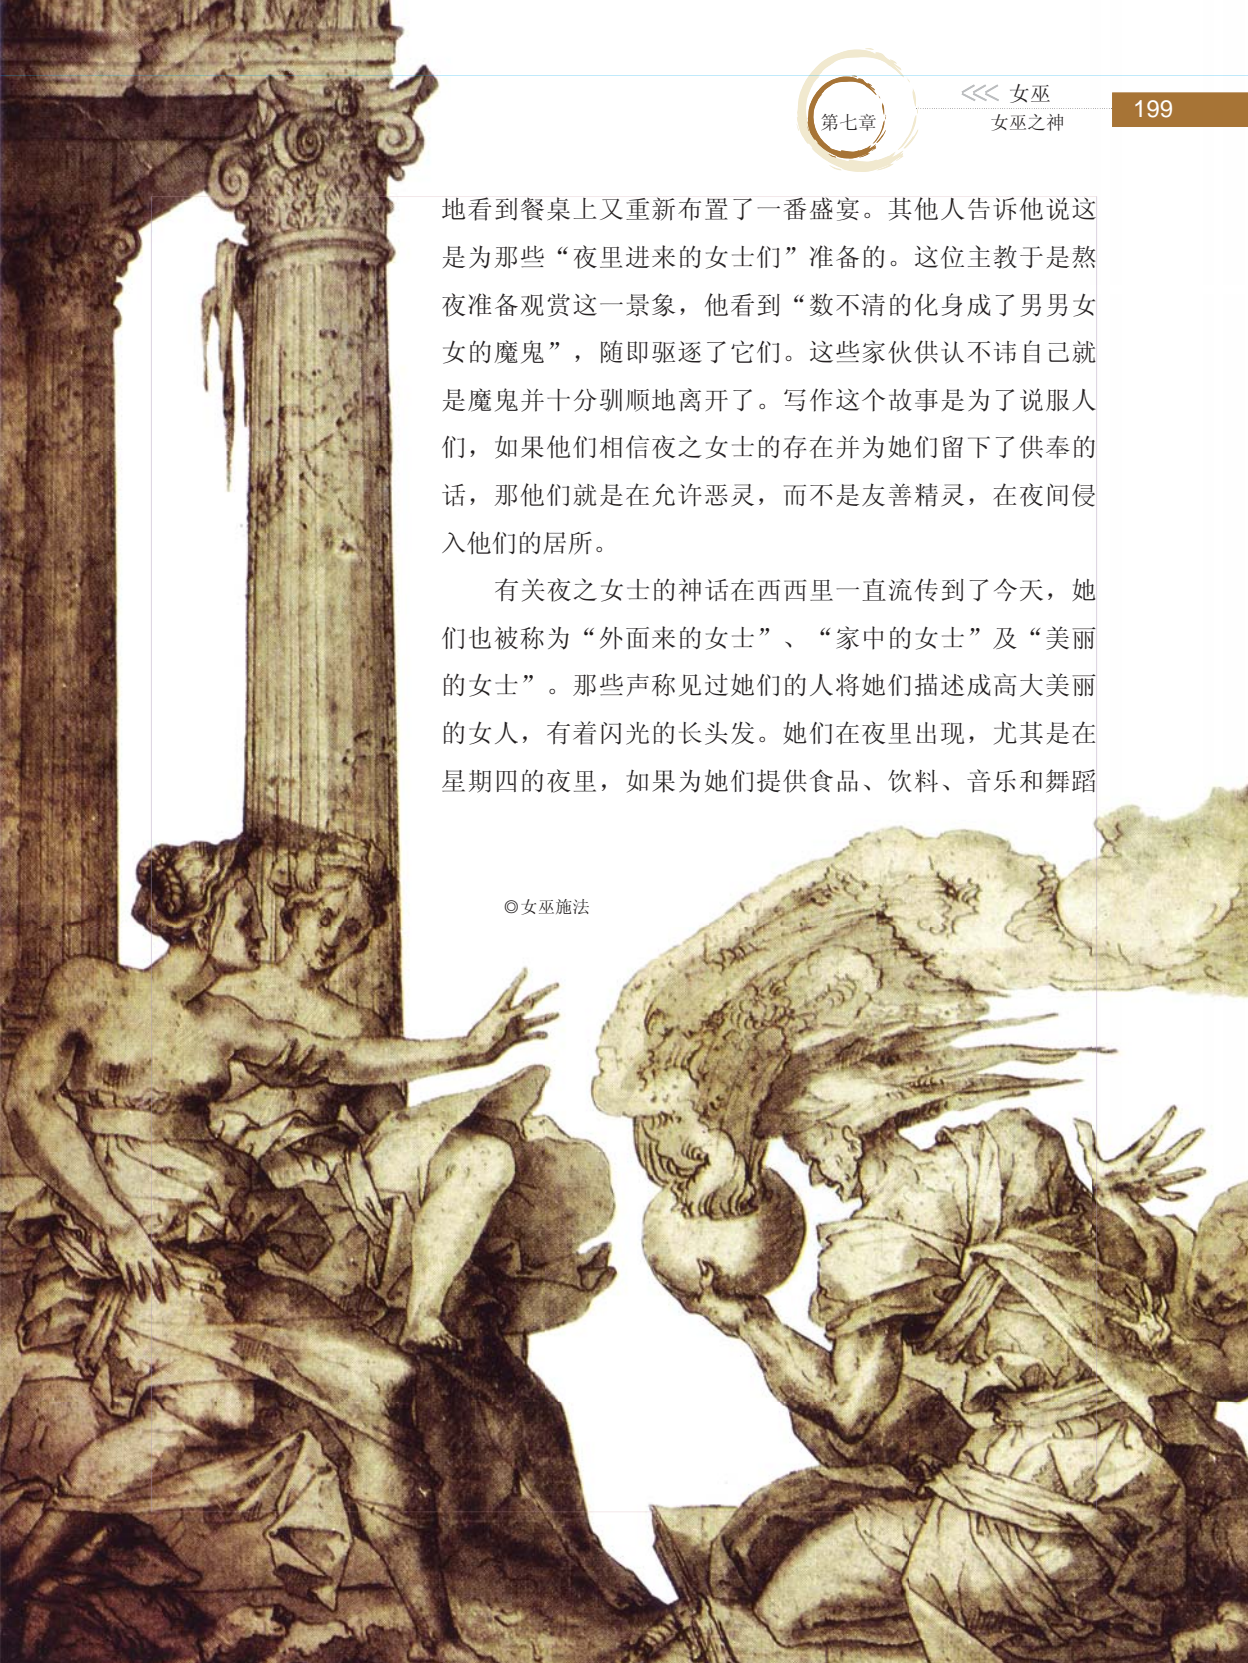 <<< 女巫
第七章
女巫之神
199
地看到餐桌上又重新布置了一番盛宴。其他人告诉他说这
是为那些“夜里进来的女士们”准备的。这位主教于是熬
夜准备观赏这一景象，他看到“数不清的化身成了男男女
女的魔鬼”，随即驱逐了它们。这些家伙供认不讳自己就
是魔鬼并十分驯顺地离开了。写作这个故事是为了说服人
们，如果他们相信夜之女士的存在并为她们留下了供奉的
话，那他们就是在允许恶灵，而不是友善精灵，在夜间侵
入他们的居所。
有关夜之女士的神话在西西里一直流传到了今天，她
们也被称为“外面来的女士”、“家中的女士”及“美丽
的女士”。那些声称见过她们的人将她们描述成高大美丽
的女人，有着闪光的长头发。她们在夜里出现，尤其是在
星期四的夜里，如果为她们提供食品、饮料、音乐和舞蹈
◎女巫施法